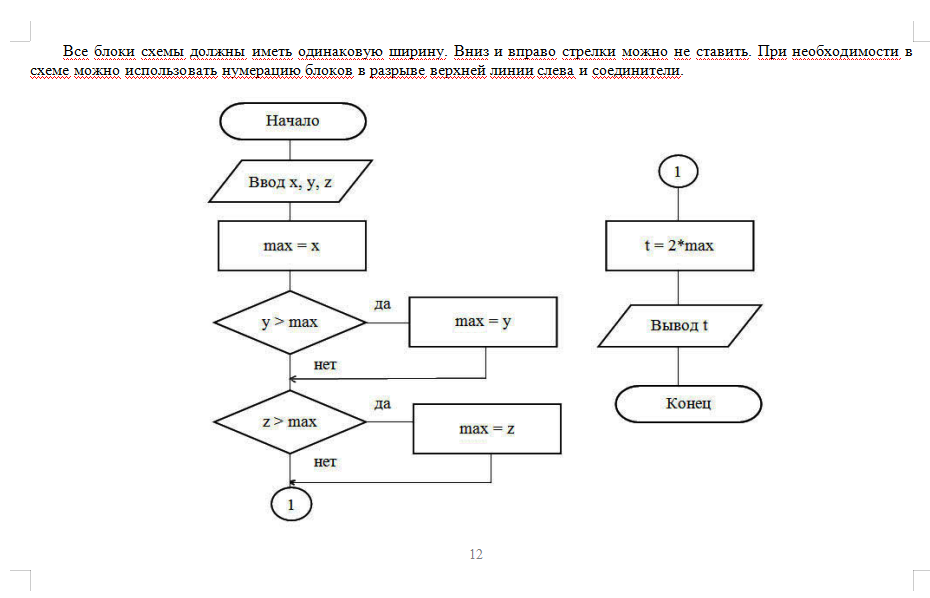 Все блоки схемы должны иметь одинаковую ширину. Вниз и вправо стрелки можно не ставить. При необходимости в
схеме можно использовать нумерацию блоков в разрыве верхней линии слева и соединители.
Начало
Ввод x, y, z
max = x
y > max
да
max = y
нет
z > max
да
max = z
нет
1
1
t = 2*max
Вывод t
Конец
12